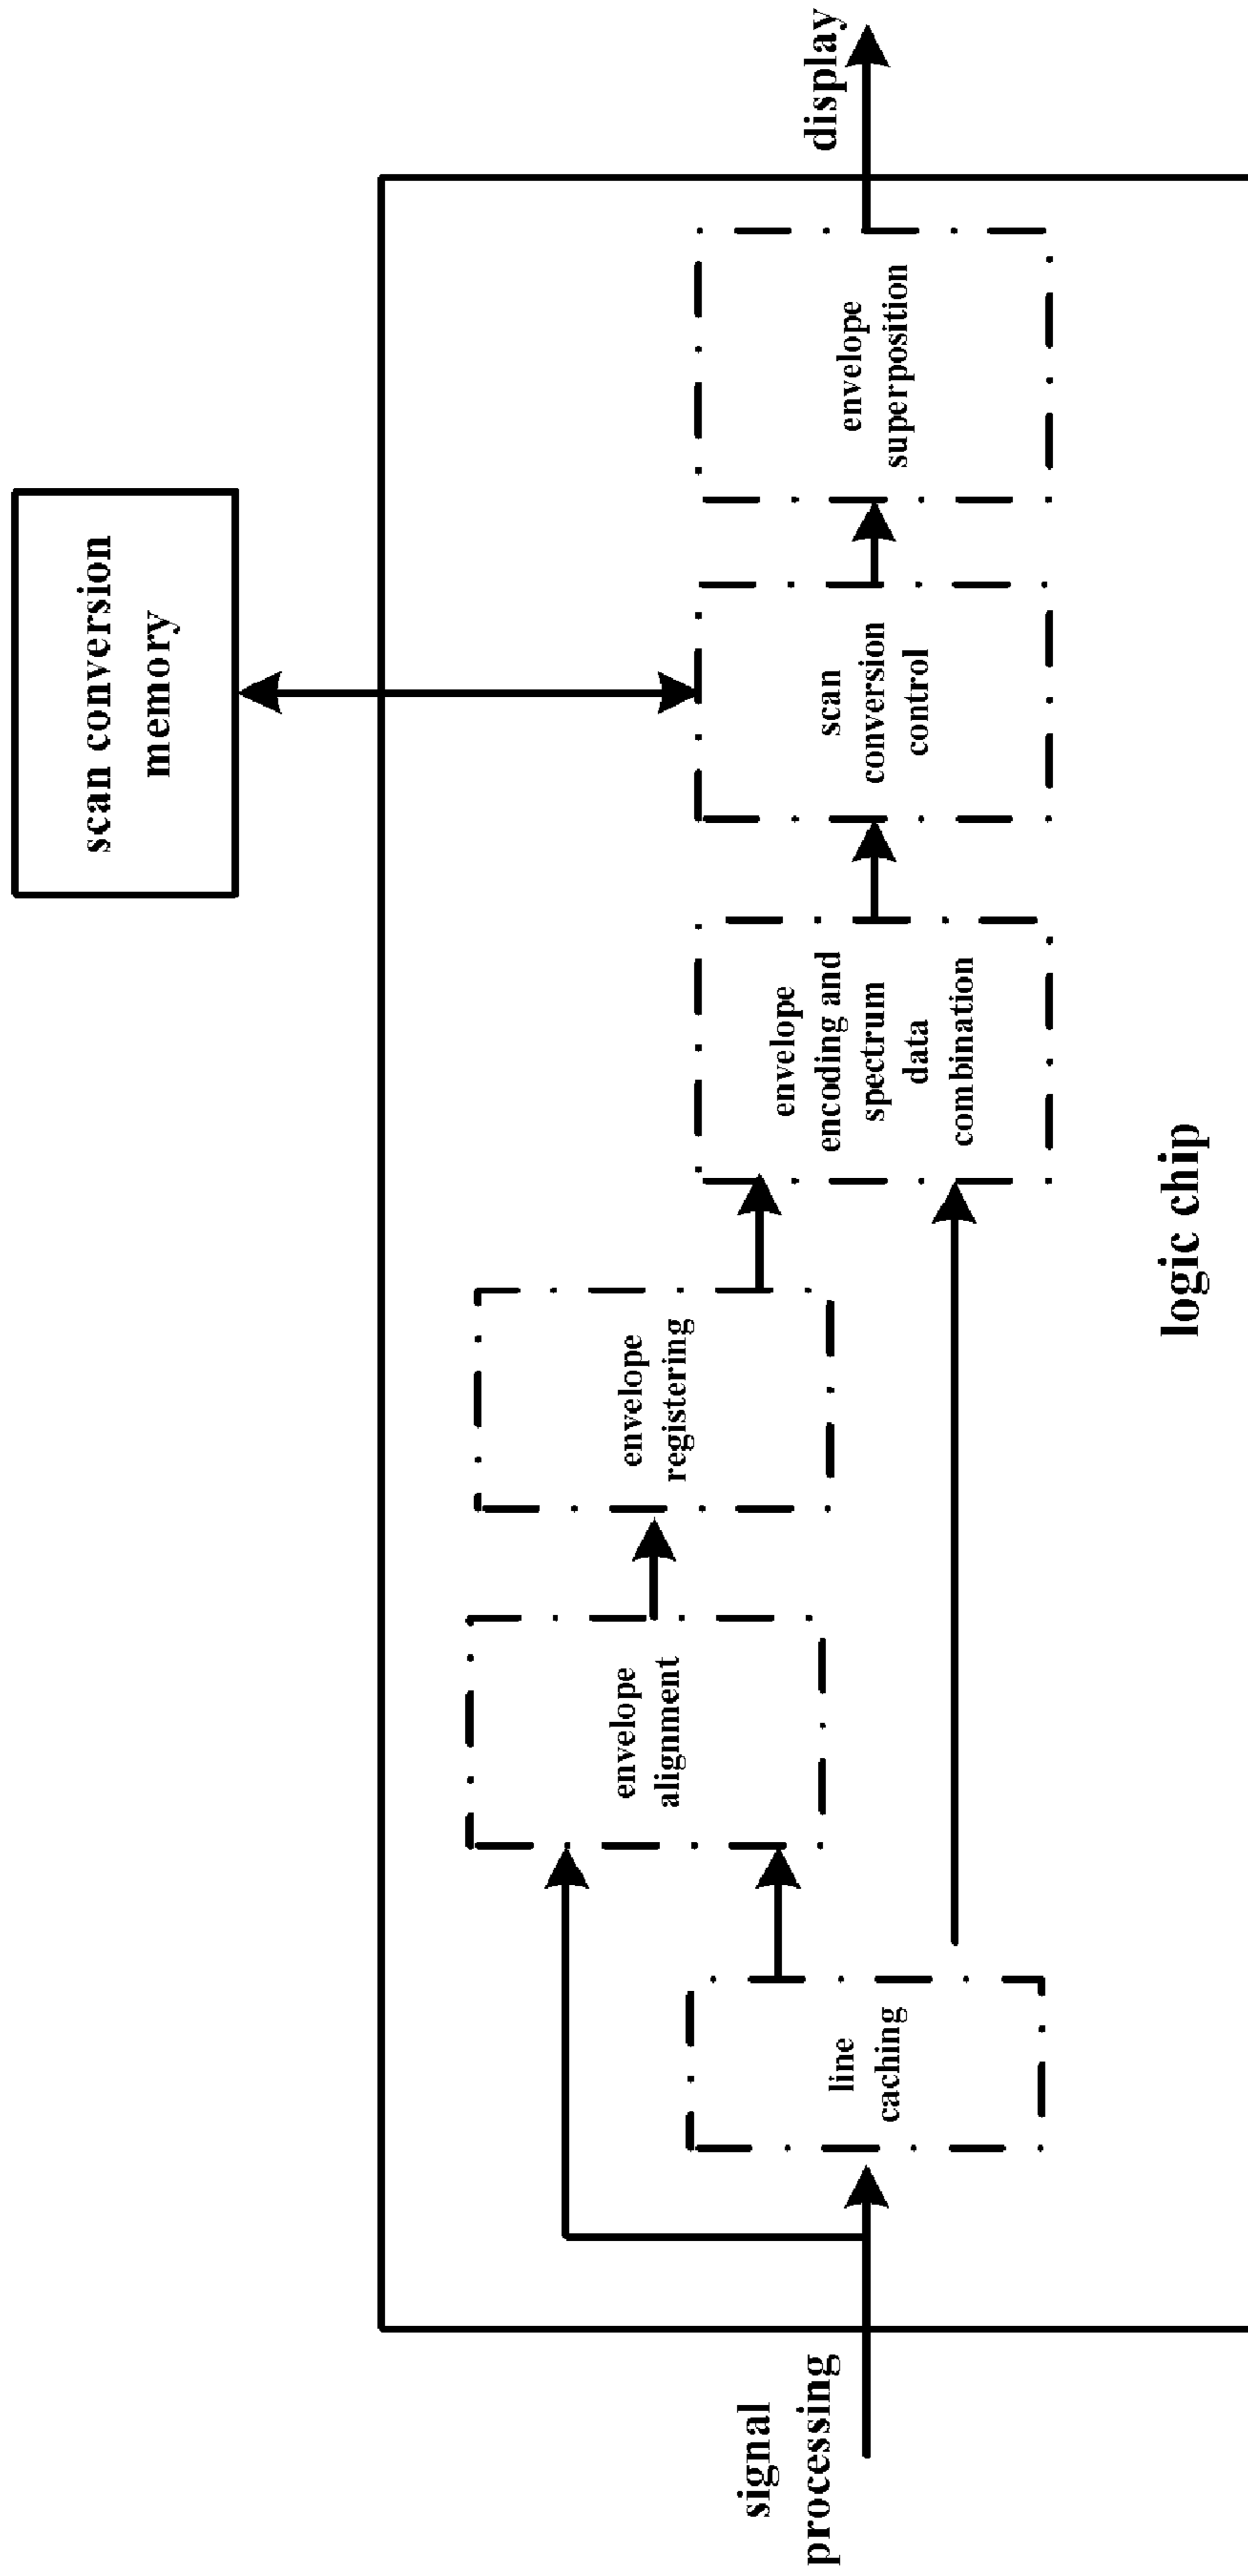 scan conversion
memory
signal
processing
line
caching
envelope
alignment
envelope
registering
envelope
encoding and
spectrum
data
combination
scan
conversion
control
envelope
superposition
display
logic chip